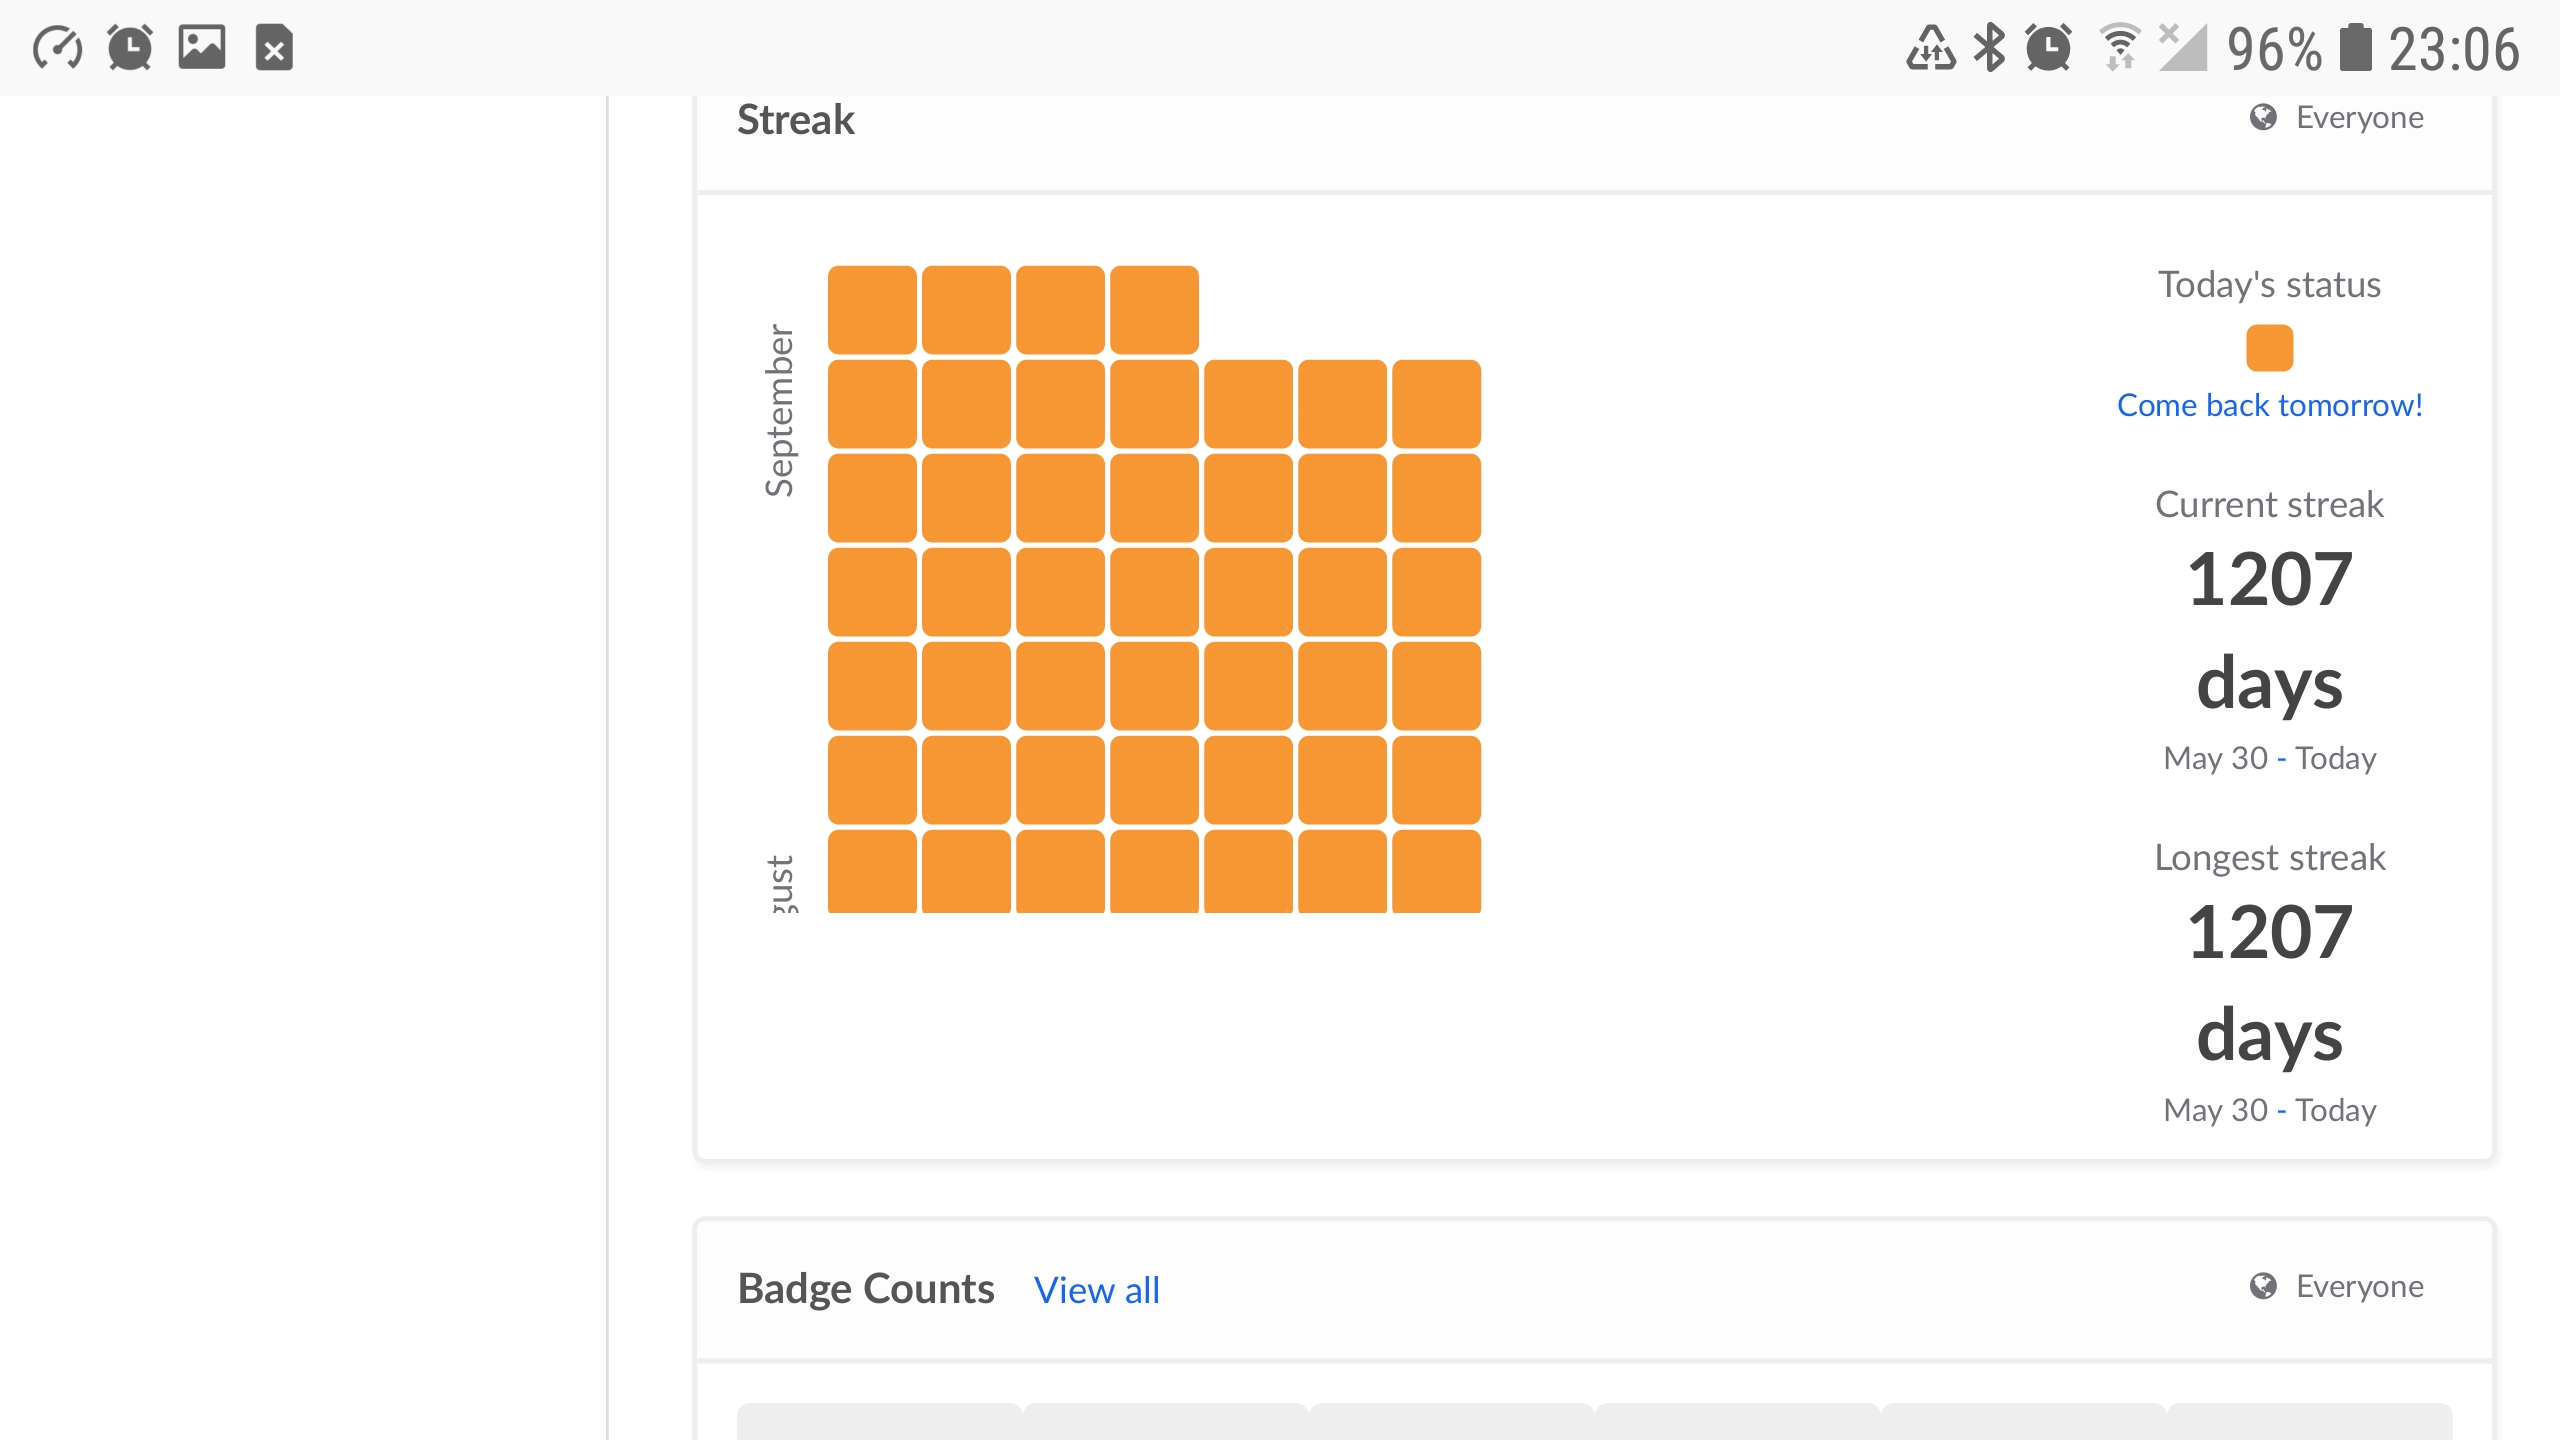 96% 23:06
Streak
Everyone
September
gust
Today's status
Come back tomorrow!
Current streak
1207
days
May 30 - Today
Longest streak
1207
days
May 30 - Today
Badge Counts View all
Everyone